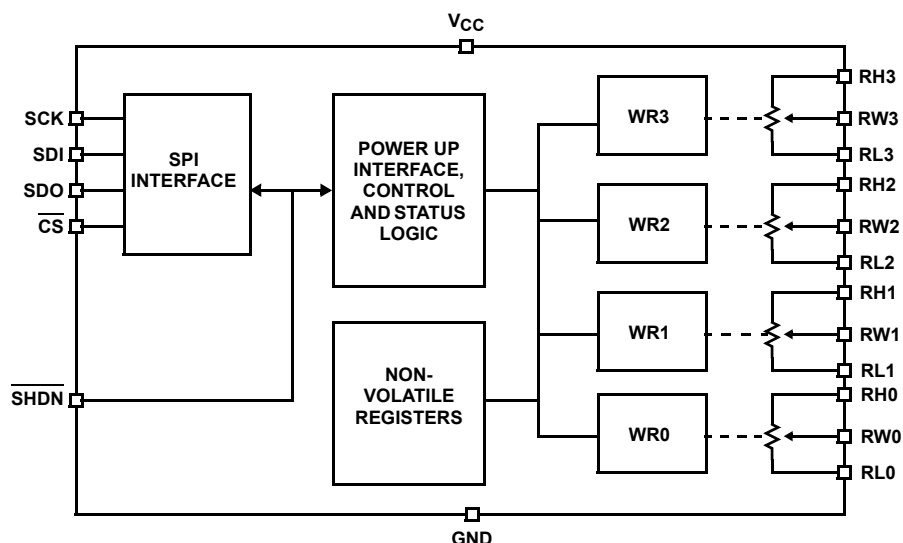 VCC
SCK
SDI
SDO
CS
SHDN
SPI
INTERFACE
POWER UP
INTERFACE,
CONTROL
AND STATUS
LOGIC
NON-
VOLATILE
REGISTERS
WR3
WR2
WR1
WR0
RH3
RW3
RL3
RH2
RW2
RL2
RH1
RW1
RL1
RH0
RW0
RL0
GND